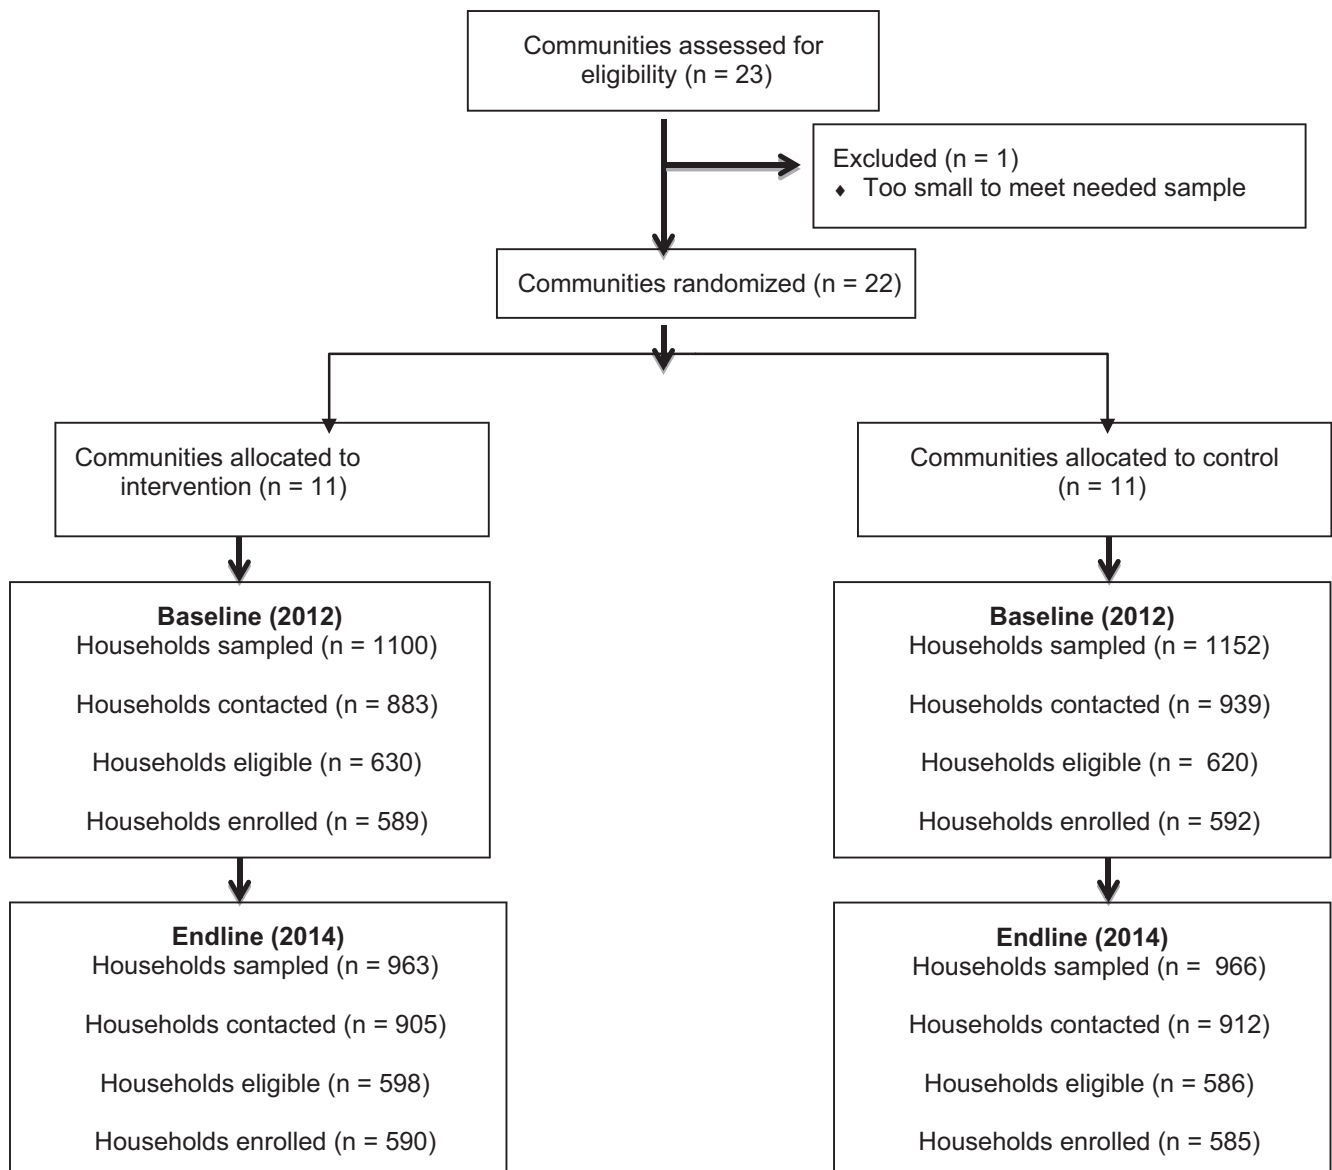 Communities assessed for
eligibility (n = 23)
Excluded (n = 1)
♦ Too small to meet needed sample
Communities randomized (n = 22)
Communities allocated to
intervention (n = 11)
Communities allocated to control
(n = 11)
Baseline (2012)
Households sampled (n = 1100)
Households contacted (n = 883)
Households eligible (n = 630)
Households enrolled (n = 589)
Baseline (2012)
Households sampled (n = 1152)
Households contacted (n = 939)
Households eligible (n =  620)
Households enrolled (n = 592)
Endline (2014)
Households sampled (n = 963)
Households contacted (n = 905)
Households eligible (n = 598)
Households enrolled (n = 590)
Endline (2014)
Households sampled (n =  966)
Households contacted (n = 912)
Households eligible (n = 586)
Households enrolled (n = 585)